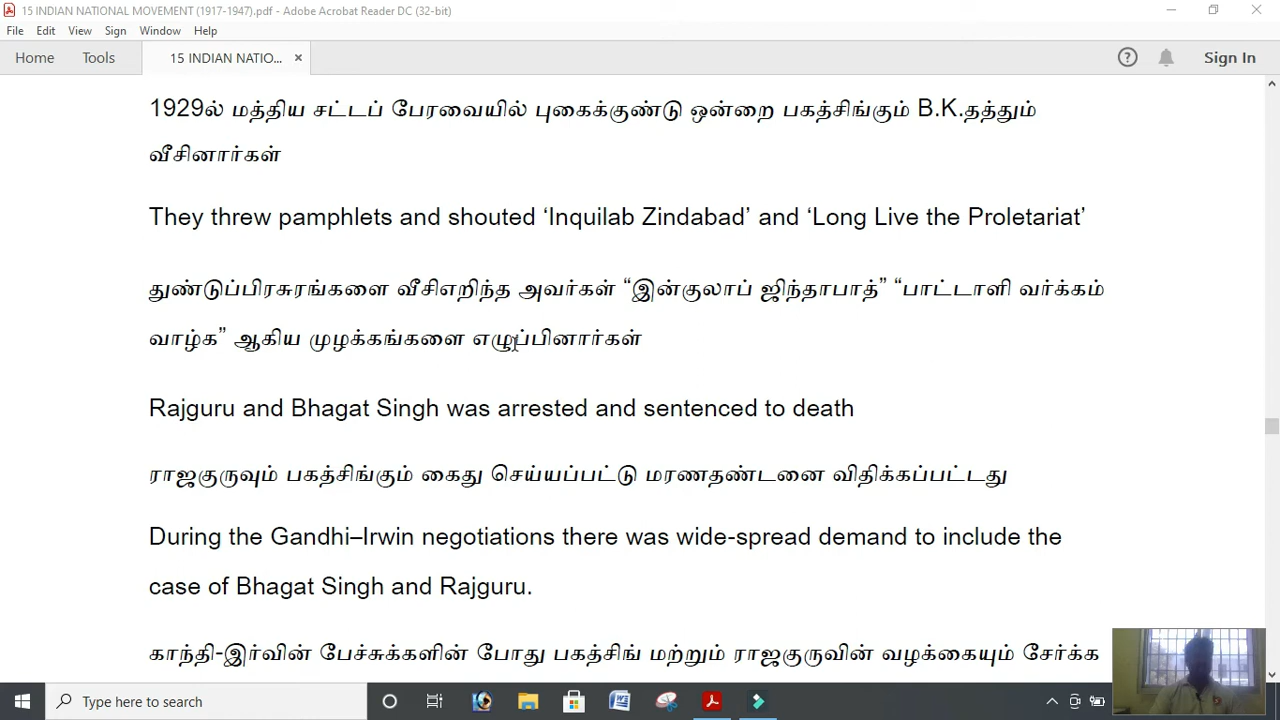 15 INDIAN NATIONAL MOVEMENT (1917-1947).pdf - Adobe Acrobat Reader DC (32-bit)
File Edit View Sign Window Help
Home Tools 15 INDIAN NATIO... × Sign In
1929ல் மத்திய சட்டப் பேரவையில் புகைக்குண்டு ஒன்றை பகத்சிங்கும் B.K.தத்தும்
வீசினார்கள்
They threw pamphlets and shouted ‘Inquilab Zindabad’ and ‘Long Live the Proletariat’
துண்டுப்பிரசுரங்களை வீசிஎறிந்த அவர்கள் “இன்குலாப் ஜிந்தாபாத்” “பாட்டாளி வர்க்கம்
வாழ்க” ஆகிய முழக்கங்களை எழுப்பினார்கள்
Rajguru and Bhagat Singh was arrested and sentenced to death
ராஜகுருவும் பகத்சிங்கும் கைது செய்யப்பட்டு மரணதண்டனை விதிக்கப்பட்டது
During the Gandhi–Irwin negotiations there was wide-spread demand to include the
case of Bhagat Singh and Rajguru.
காந்தி-இர்வின் பேச்சுக்களின் போது பகத்சிங் மற்றும் ராஜகுருவின் வழக்கையும் சேர்க்க
Type here to search